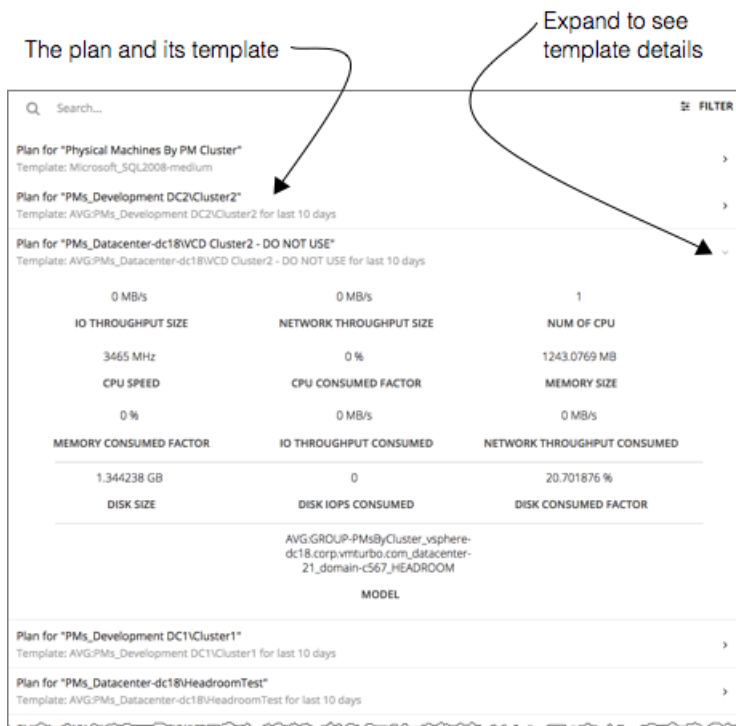 The plan and its template
Expand to see
template details
Search...
FILTER
Plan for "Physical Machines By PM Cluster"
Template: Microsoft_SQL2008-medium
Plan for "PMs_Development DC2\Cluster2"
Template: AVG:PMs_Development DC2\Cluster2 for last 10 days
Plan for "PMs_Datacenter-dc18\VCD Cluster2 - DO NOT USE"
Template: AVG:PMs_Datacenter-dc18\VCD Cluster2 - DO NOT USE for last 10 days
0 MB/s 0 MB/s 1
IO THROUGHPUT SIZE NETWORK THROUGHPUT SIZE NUM OF CPU
3465 MHz 0 % 1243.0769 MB
CPU SPEED CPU CONSUMED FACTOR MEMORY SIZE
0 % 0 MB/s 0 MB/s
MEMORY CONSUMED FACTOR IO THROUGHPUT CONSUMED NETWORK THROUGHPUT CONSUMED
1.344238 GB 0 20.701876 %
DISK SIZE DISK IOPS CONSUMED DISK CONSUMED FACTOR
AVG:GROUP-PMsByCluster_vsphere-
dc18.corp.vmturbo.com_datacenter-
21_domain-c567_HEADROOM
MODEL
Plan for "PMs_Development DC1\Cluster1"
Template: AVG:PMs_Development DC1\Cluster1 for last 10 days
Plan for "PMs_Datacenter-dc18\HeadroomTest"
Template: AVG:PMs_Datacenter-dc18\HeadroomTest for last 10 days